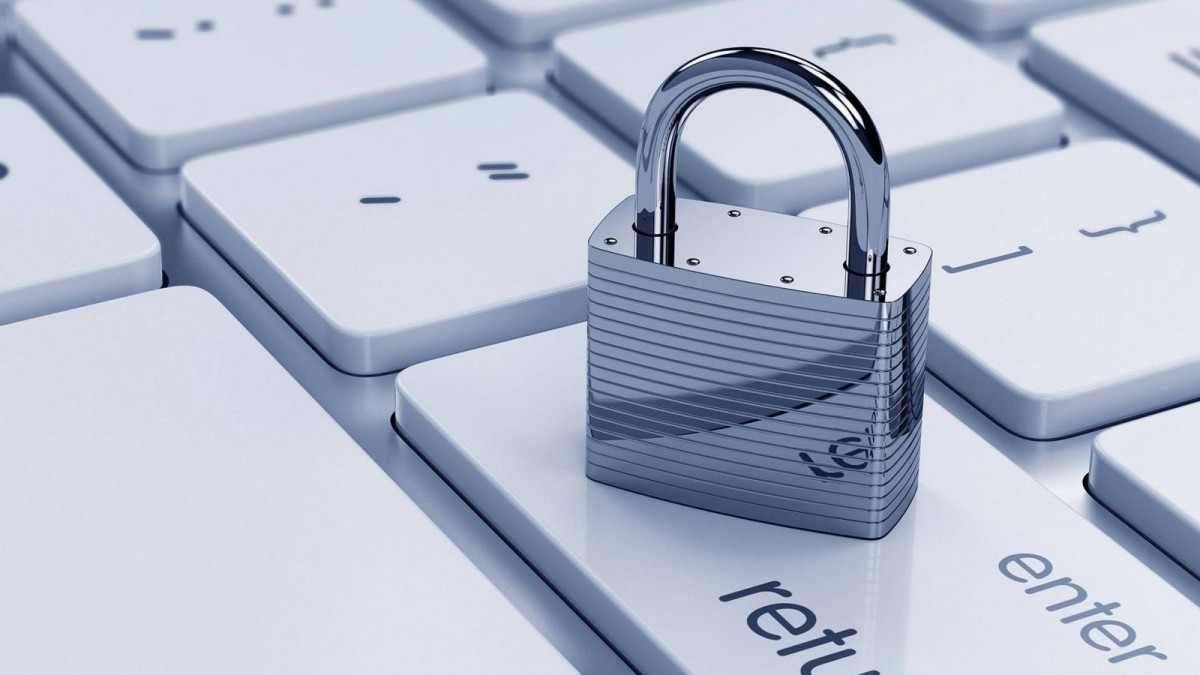 ' "
] }
enter
retu